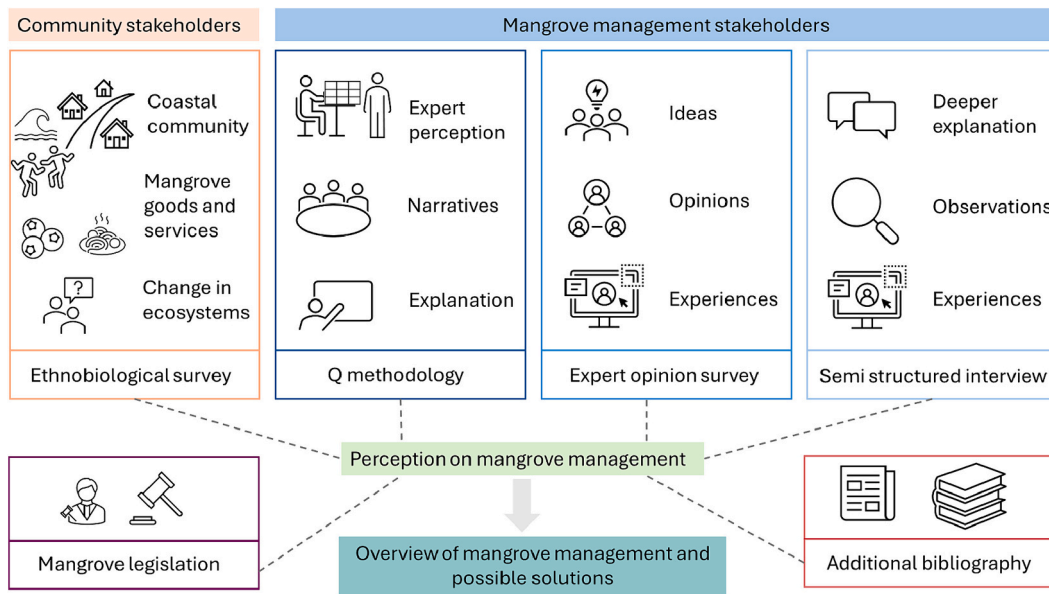 Community stakeholders
Mangrove management stakeholders
Coastal
community
Mangrove
goods and
services
?
Change in
ecosystems
Ethnobiological survey
Expert
perception
Narratives
Explanation
Q methodology
Ideas
Opinions
Experiences
Expert opinion survey
Deeper
explanation
Observations
Experiences
Semi structured interview
Perception on mangrove management
Mangrove legislation
Overview of mangrove management and
possible solutions
Additional bibliography